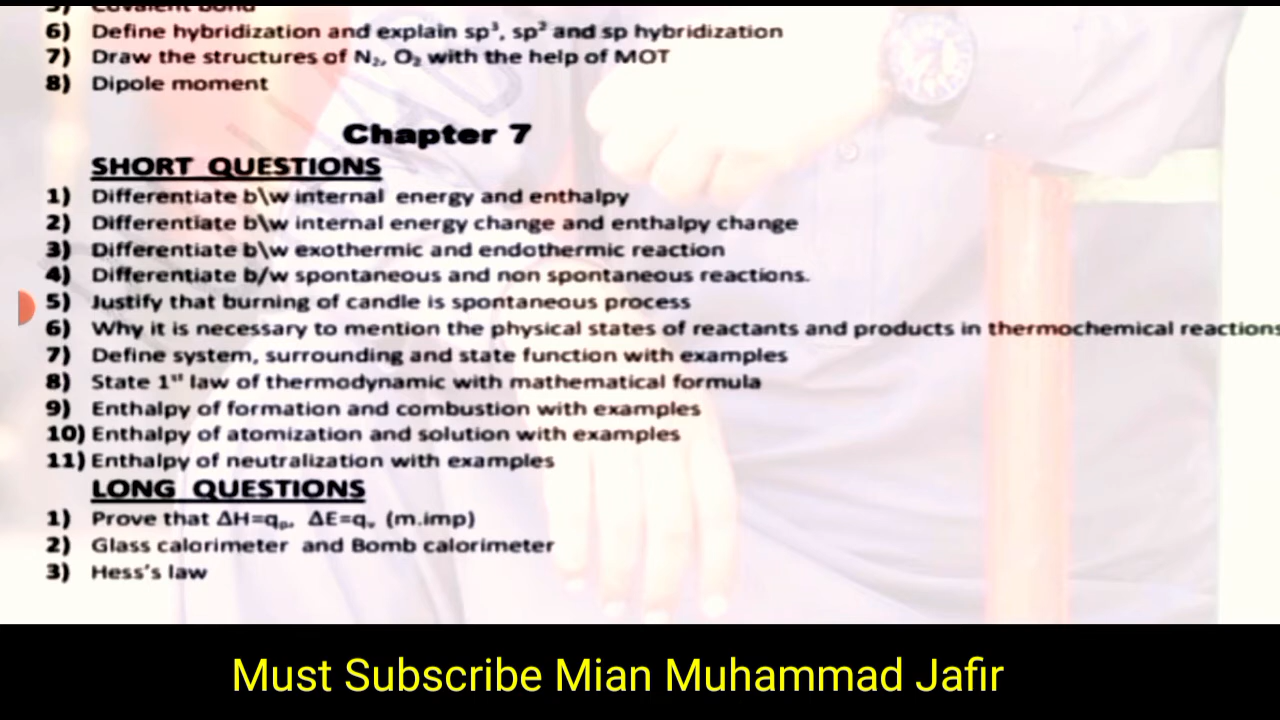 5) Covalent bond
6) Define hybridization and explain sp³, sp² and sp hybridization
7) Draw the structures of N₂, O₂ with the help of MOT
8) Dipole moment
Chapter 7
SHORT QUESTIONS
1) Differentiate b\w internal energy and enthalpy
2) Differentiate b\w internal energy change and enthalpy change
3) Differentiate b\w exothermic and endothermic reaction
4) Differentiate b/w spontaneous and non spontaneous reactions.
5) Justify that burning of candle is spontaneous process
6) Why it is necessary to mention the physical states of reactants and products in thermochemical reactions
7) Define system, surrounding and state function with examples
8) State 1ˢᵗ law of thermodynamic with mathematical formula
9) Enthalpy of formation and combustion with examples
10) Enthalpy of atomization and solution with examples
11) Enthalpy of neutralization with examples
LONG QUESTIONS
1) Prove that ΔH=qₚ, ΔE=qᵥ (m.imp)
2) Glass calorimeter and Bomb calorimeter
3) Hess's law
Must Subscribe Mian Muhammad Jafir